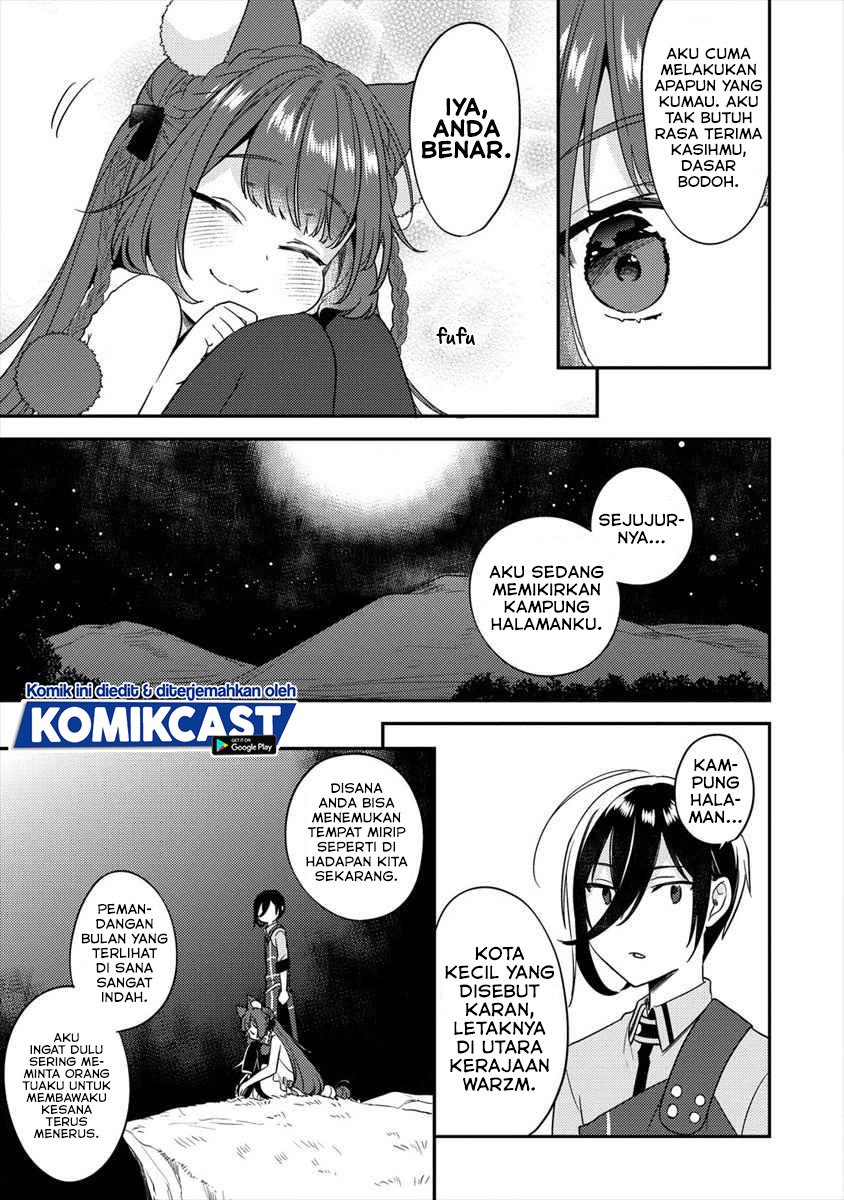 AKU CUMA
MELAKUKAN
APAPUN YANG
KUMAU. AKU
TAK BUTUH
RASA TERIMA
KASIHMU,
DASAR
BODOH.
IYA,
ANDA
BENAR.
fufu
SEJUJUR-
NYA...
AKU SEDANG
MEMIKIRKAN
KAMPUNG
HALAMANKU.
Komik ini diedit & diterjemahkan oleh
KOMIKCAST
GET IT ON
Google Play
KAM-
PUNG
HALA-
MAN...
KOTA
KECIL YANG
DISEBUT
KARAN,
LETAKNYA
DI UTARA
KERAJAAN
WARZM.
DISANA
ANDA BISA
MENEMUKAN
TEMPAT MIRIP
SEPERTI DI
HADAPAN KITA
SEKARANG.
PEMAN-
DANGAN
BULAN YANG
TERLIHAT
DI SANA
SANGAT
INDAH.
AKU
INGAT DULU
SERING ME-
MINTA ORANG
TUAKU UNTUK
MEMBAWAKU
KESANA
TERUS
MENERUS.